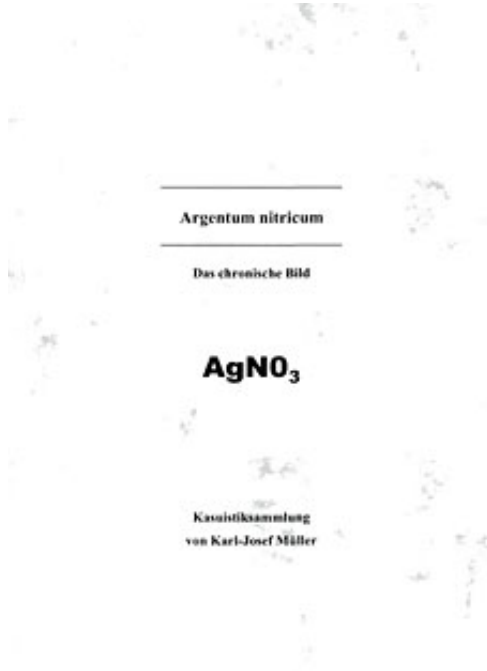 Argentum nitricum
Das chronische Bild
AgN0₃
Kasuistiksammlung
von Karl-Josef Müller